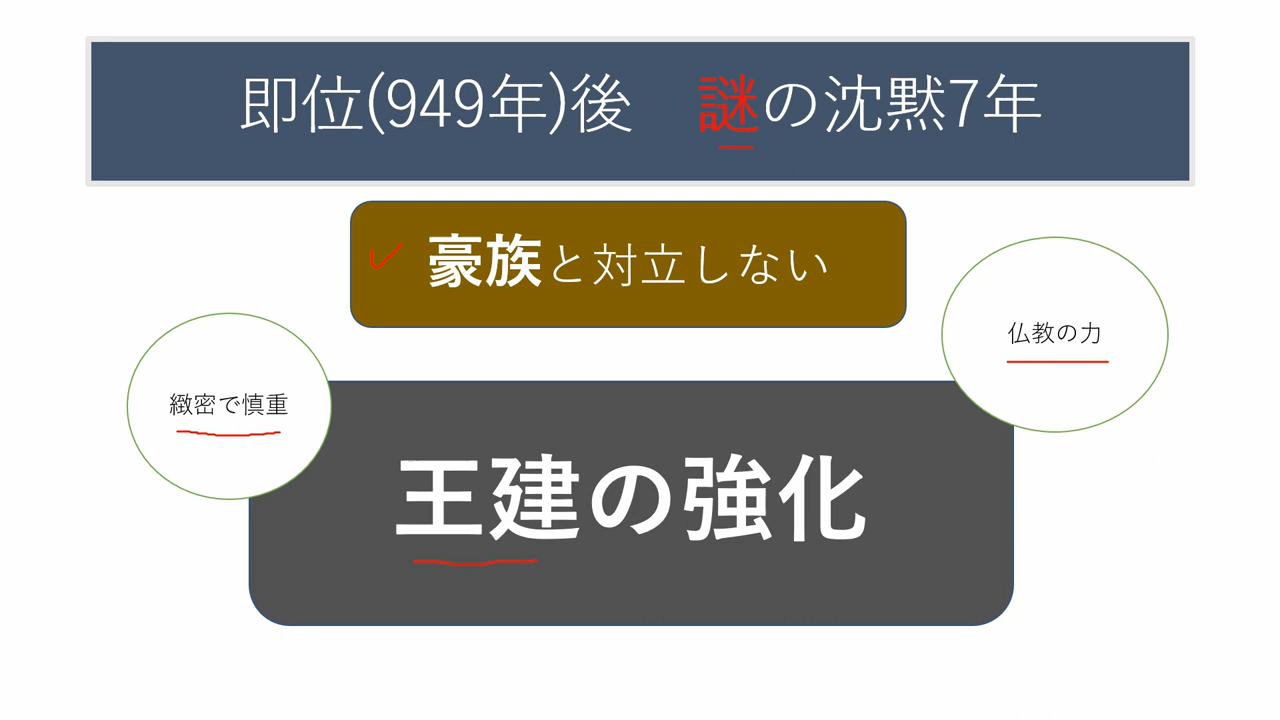 即位(949年)後　謎の沈黙7年
豪族と対立しない
仏教の力
緻密で慎重
王建の強化